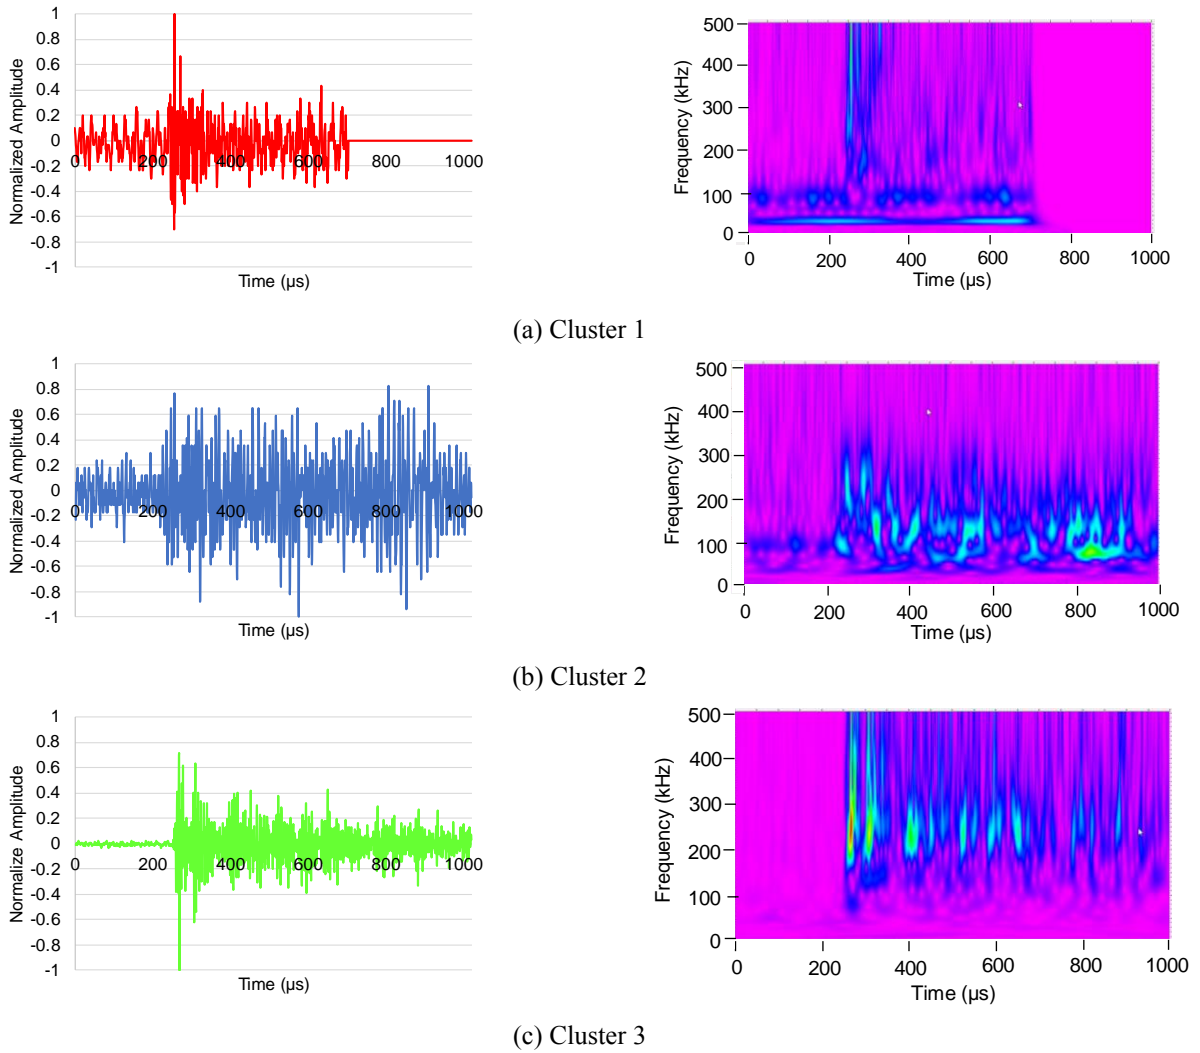 1
0.8
0.6
0.4
0.2
0
-0.2
-0.4
-0.6
-0.8
-1
200 400 600 800 1000
Normalized Amplitude
Time (µs)
500
400
300
200
100
0
0 200 400 600 800 1000
Frequency (kHz)
Time (µs)
(a) Cluster 1
1
0.8
0.6
0.4
0.2
0
-0.2
-0.4
-0.6
-0.8
-1
0 200 400 600 800 1000
Normalized Amplitude
Time (µs)
500
400
300
200
100
0
0 200 400 600 800 1000
Frequency (kHz)
Time (µs)
(b) Cluster 2
1
0.8
0.6
0.4
0.2
0
-0.2
-0.4
-0.6
-0.8
-1
0 200 400 600 800 1000
Normalize Amplitude
Time (µs)
500
400
300
200
100
0
0 200 400 600 800 1000
Frequency (kHz)
Time (µs)
(c) Cluster 3